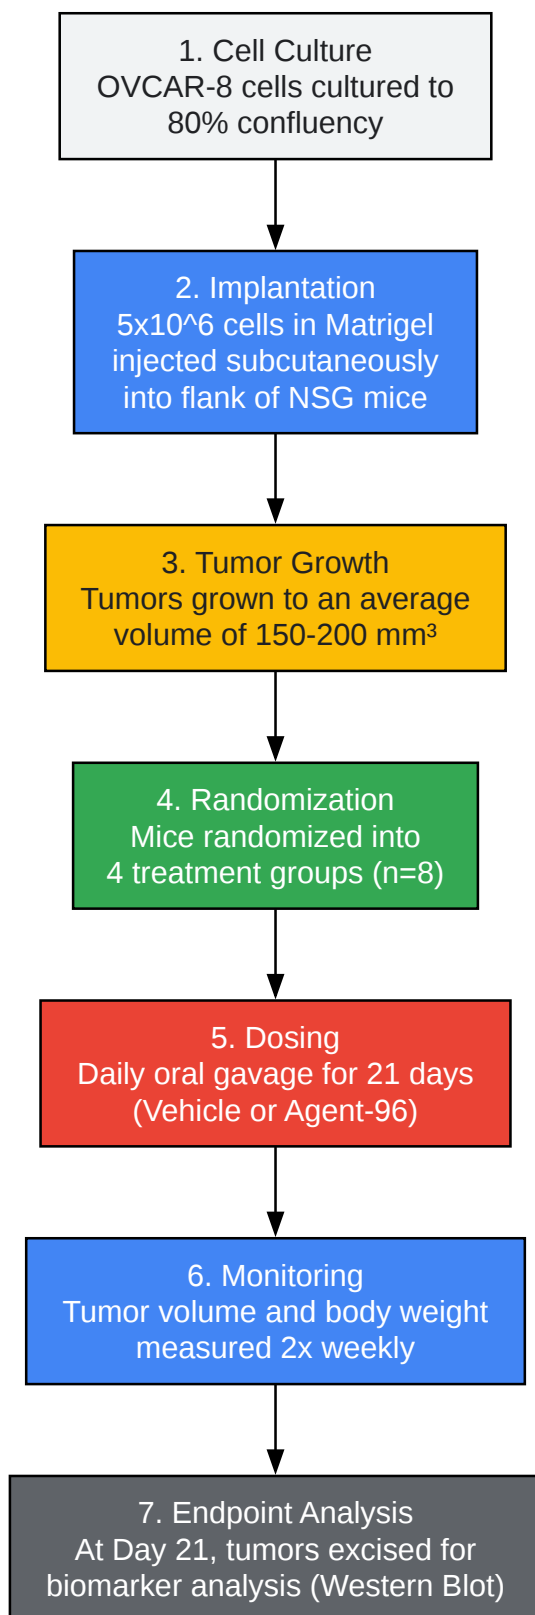 1. Cell Culture
OVCAR-8 cells cultured to
80% confluency
2. Implantation
5x10^6 cells in Matrigel
injected subcutaneously
into flank of NSG mice
3. Tumor Growth
Tumors grown to an average
volume of 150-200 mm³
4. Randomization
Mice randomized into
4 treatment groups (n=8)
5. Dosing
Daily oral gavage for 21 days
(Vehicle or Agent-96)
6. Monitoring
Tumor volume and body weight
measured 2x weekly
7. Endpoint Analysis
At Day 21, tumors excised for
biomarker analysis (Western Blot)